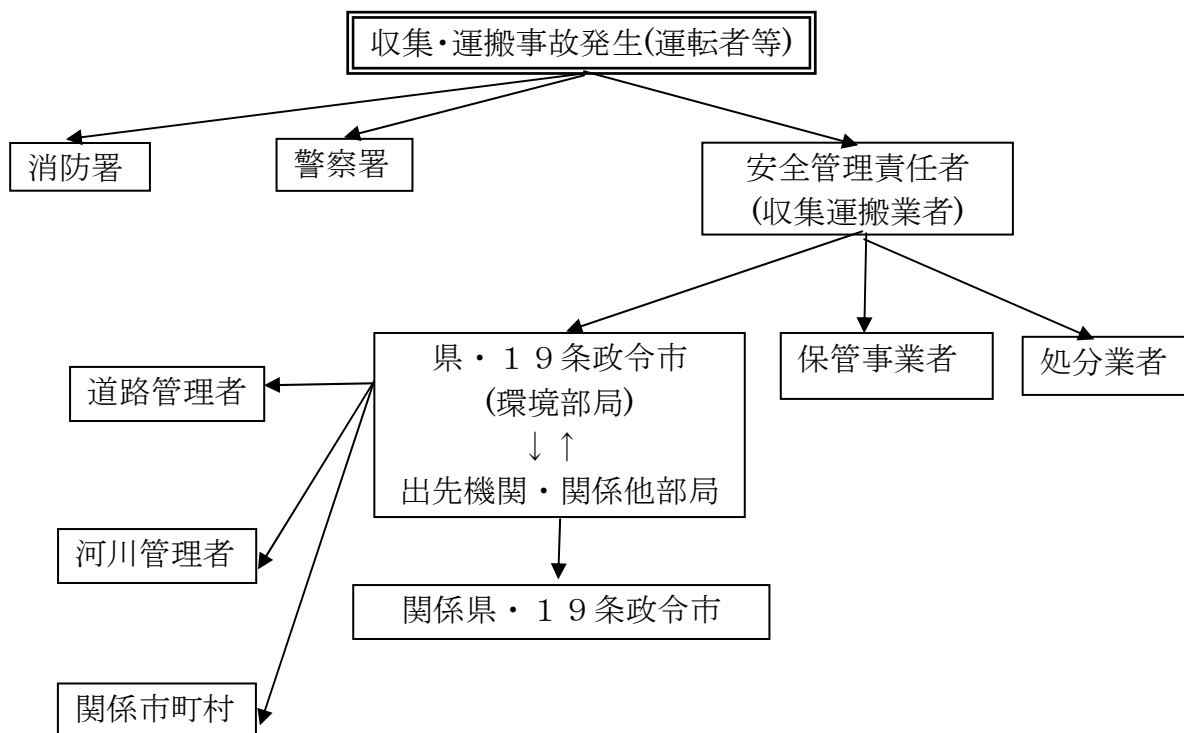 収集・運搬事故発生(運転者等)
消防署
警察署
安全管理責任者
(収集運搬業者)
県・１９条政令市
(環境部局)
↓ ↑
出先機関・関係他部局
保管事業者
処分業者
道路管理者
河川管理者
関係県・１９条政令市
関係市町村